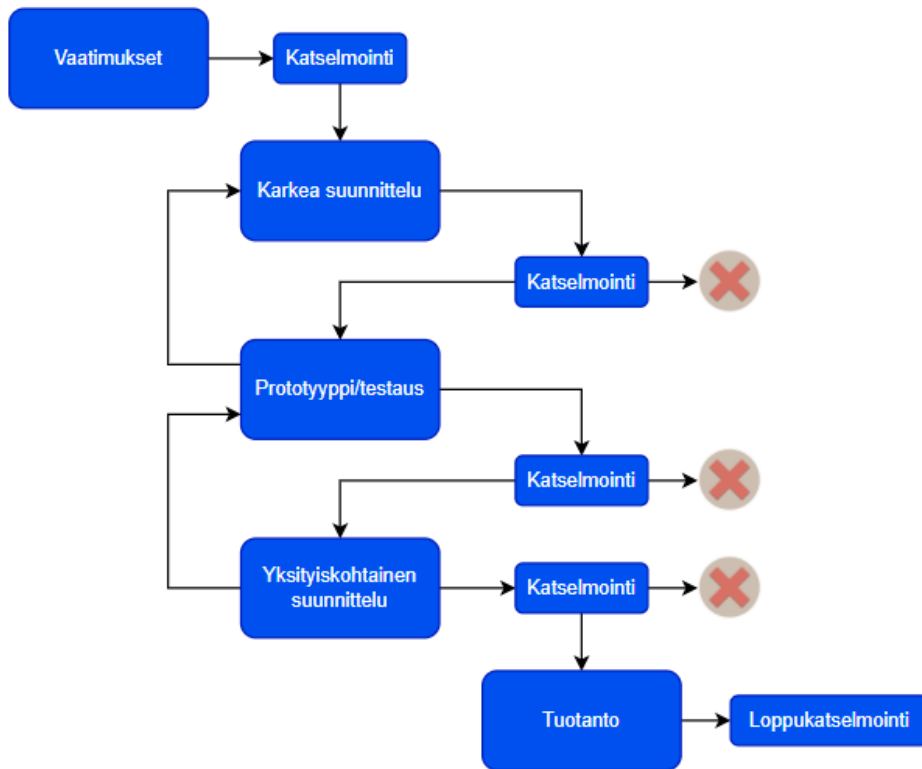 Vaatimukset
Katselmointi
Karkea suunnittelu
Katselmointi
Prototyyppi/testaus
Katselmointi
Yksityiskohtainen
suunnittelu
Katselmointi
Tuotanto
Loppukatselmointi